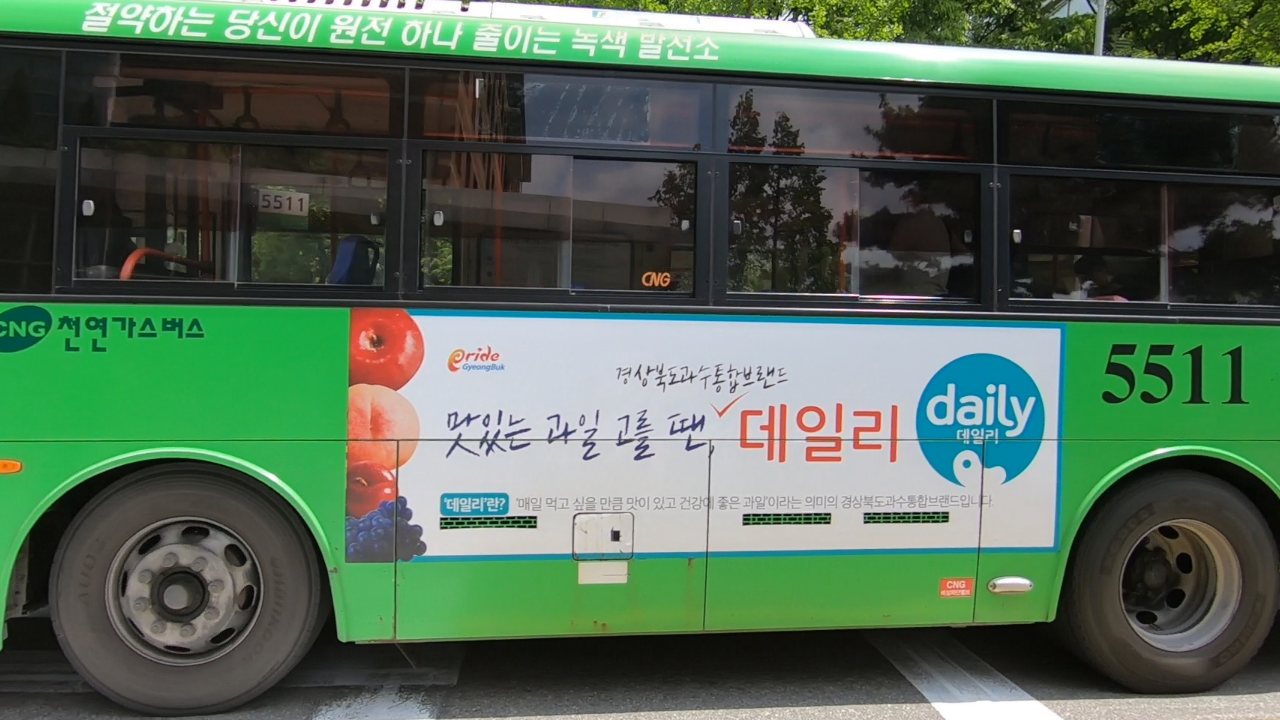 절약하는 당신이 원전 하나 줄이는 녹색 발전소
5511
CNG
CNG 천연가스버스
pride
GyeongBuk
경상북도과수통합브랜드
맛있는 과일 고를 땐, 데일리
daily
데일리
5511
'데일리'란? '매일 먹고 싶을 만큼 맛이 있고 건강에 좋은 과일'이라는 의미의 경상북도과수통합브랜드입니다.
CNG